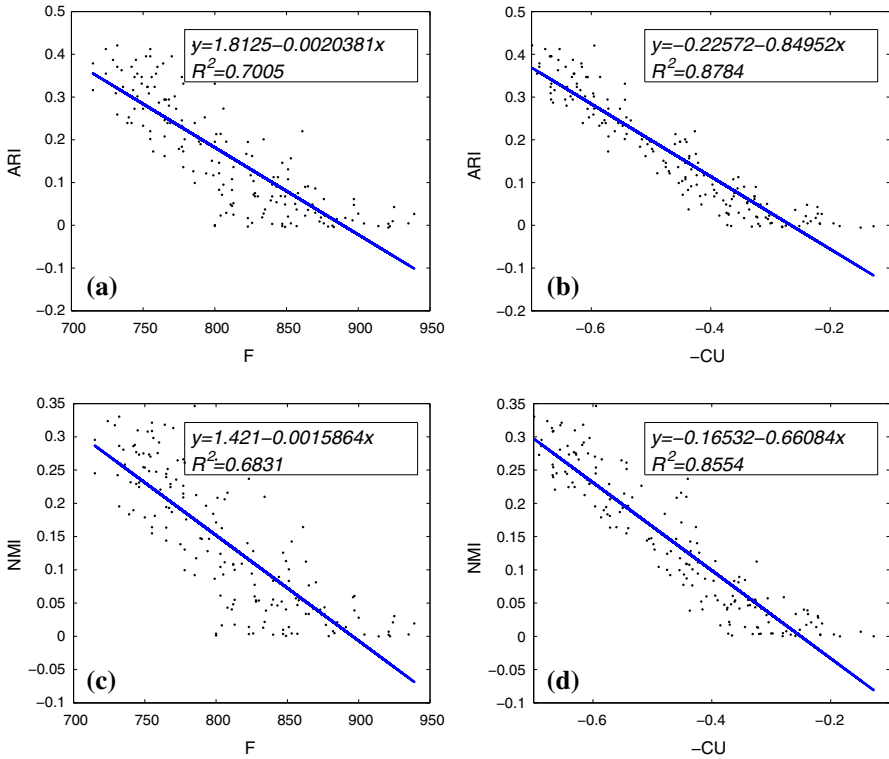 0.5
0.4
0.3
0.2
0.1
0
−0.1
−0.2
ARI
y=1.8125−0.0020381x
R²=0.7005
(a)
700 750 800 850 900 950
F
0.5
0.4
0.3
0.2
0.1
0
−0.1
−0.2
ARI
y=−0.22572−0.84952x
R²=0.8784
(b)
−0.6 −0.4 −0.2
-CU
0.35
0.3
0.25
0.2
0.15
0.1
0.05
0
−0.05
−0.1
NMI
y=1.421−0.0015864x
R²=0.6831
(c)
700 750 800 850 900 950
F
0.35
0.3
0.25
0.2
0.15
0.1
0.05
0
−0.05
−0.1
NMI
y=−0.16532−0.66084x
R²=0.8554
(d)
−0.6 −0.4 −0.2
-CU